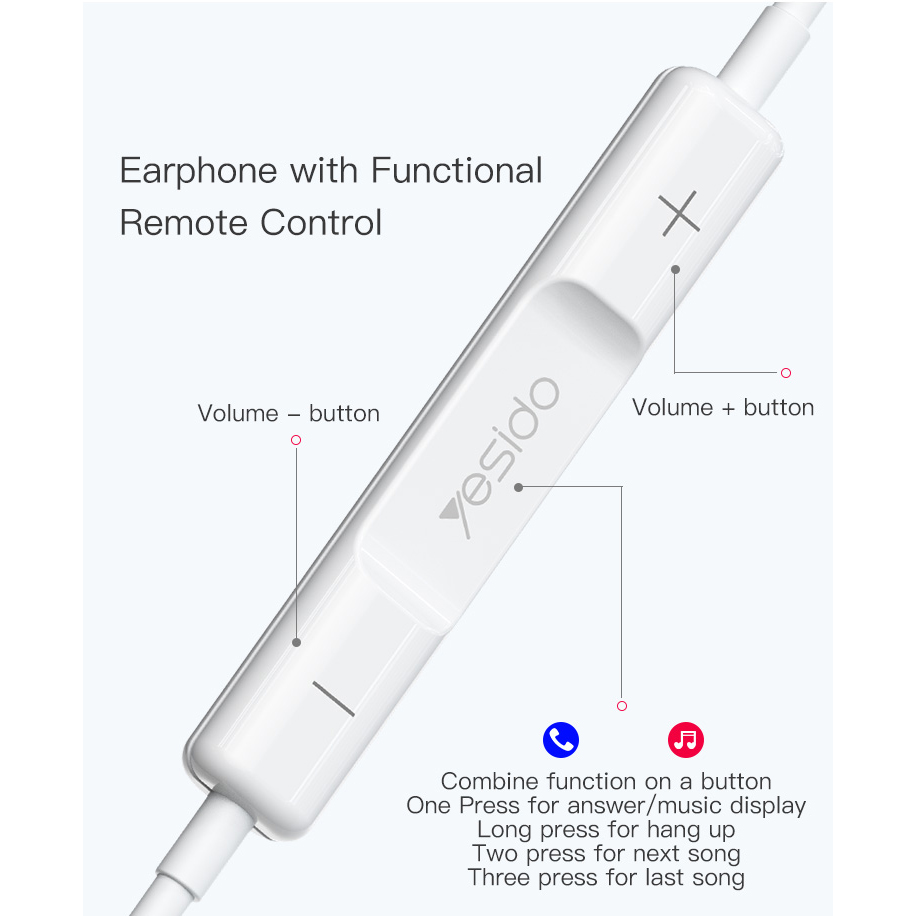 Earphone with Functional
Remote Control
+
Volume – button
Volume + button
yesido
–
Combine function on a button
One Press for answer/music display
Long press for hang up
Two press for next song
Three press for last song